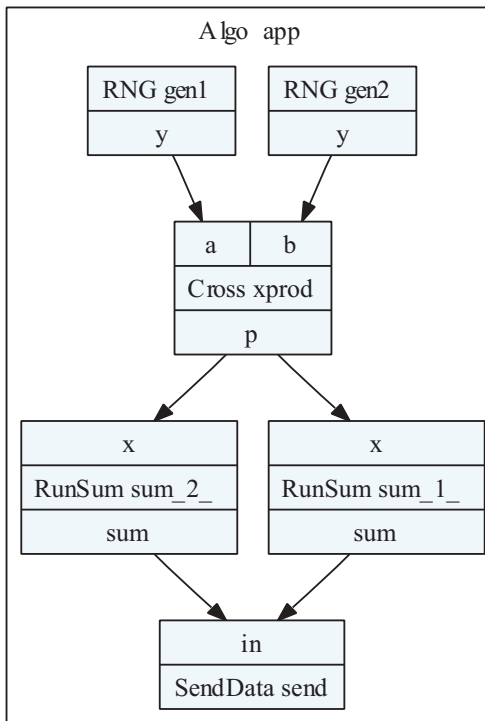 Algo app
RNG gen1
RNG gen2
y
y
a
b
Cross xprod
p
x
x
RunSum sum_2_
RunSum sum_1_
sum
sum
in
SendData send